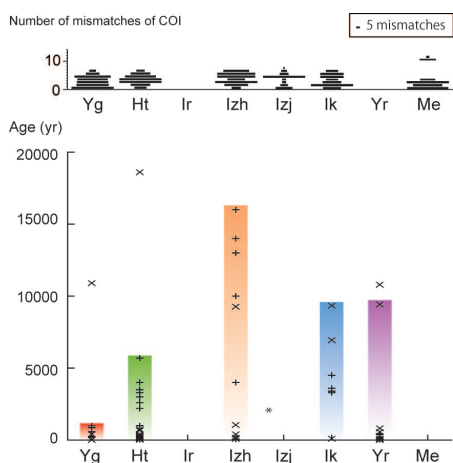 Number of mismatches of COI
- 5 mismatches
10
0
Yg Ht Ir Izh Izj Ik Yr Me
Age (yr)
20000
15000
10000
5000
0
Yg Ht Ir Izh Izj Ik Yr Me